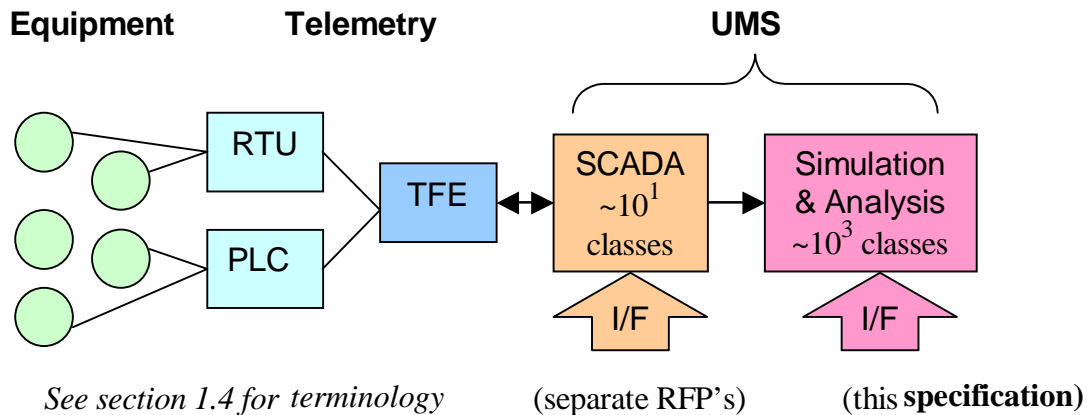 Equipment Telemetry UMS
RTU
PLC
TFE
SCADA
~10¹
classes
Simulation
& Analysis
~10³ classes
I/F
I/F
See section 1.4 for terminology (separate RFP's) (this specification)